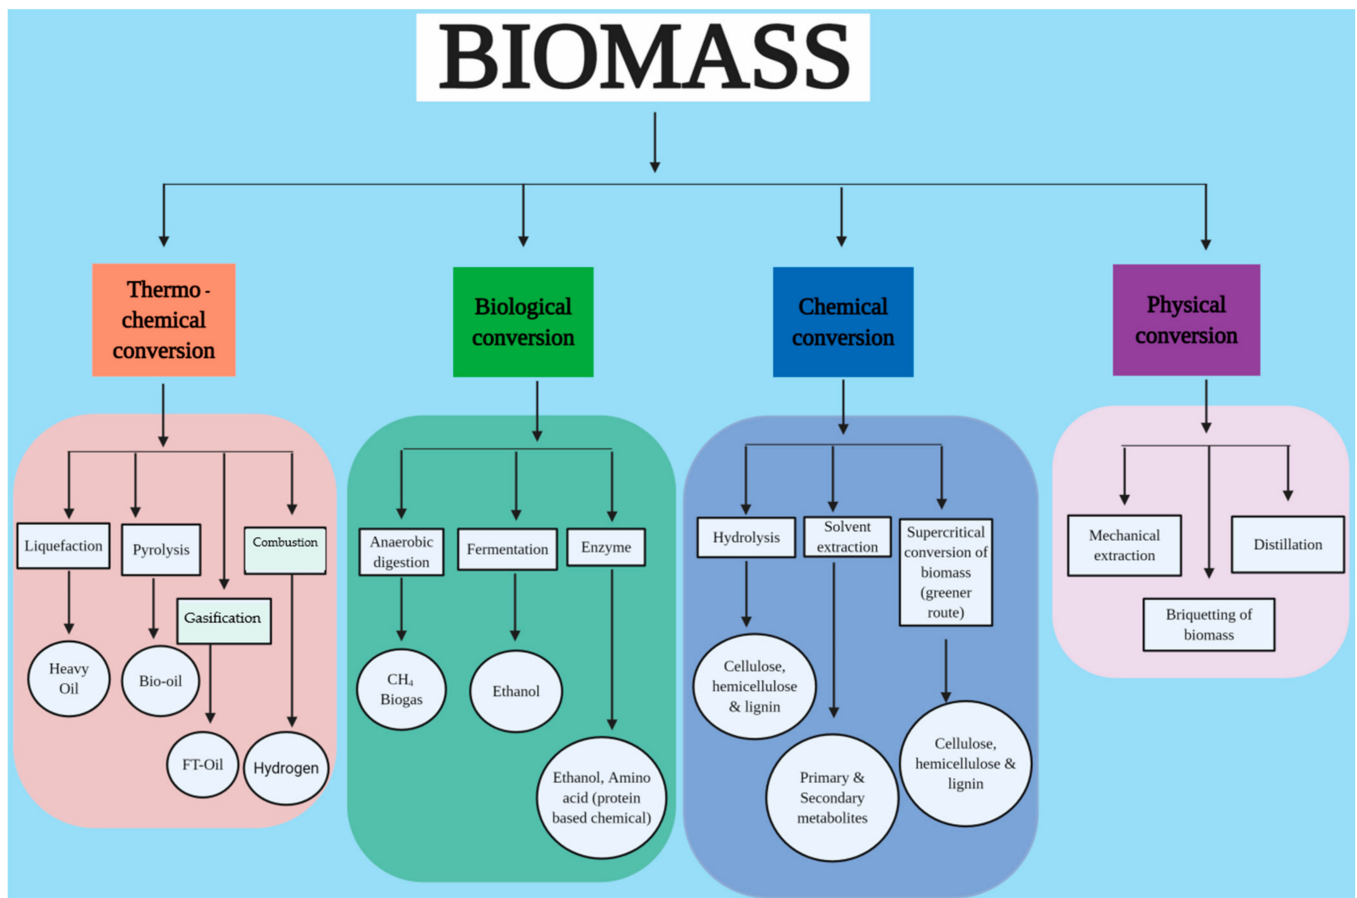 BIOMASS
Thermo -
chemical
conversion
Biological
conversion
Chemical
conversion
Physical
conversion
Liquefaction
Pyrolysis
Gasification
Combustion
Heavy
Oil
Bio-oil
FT-Oil
Hydrogen
Anaerobic
digestion
Fermentation
Enzyme
CH₄
Biogas
Ethanol
Ethanol, Amino
acid (protein
based chemical)
Hydrolysis
Solvent
extraction
Supercritical
conversion of
biomass
(greener
route)
Cellulose,
hemicellulose
& lignin
Primary &
Secondary
metabolites
Cellulose,
hemicellulose &
lignin
Mechanical
extraction
Briquetting of
biomass
Distillation